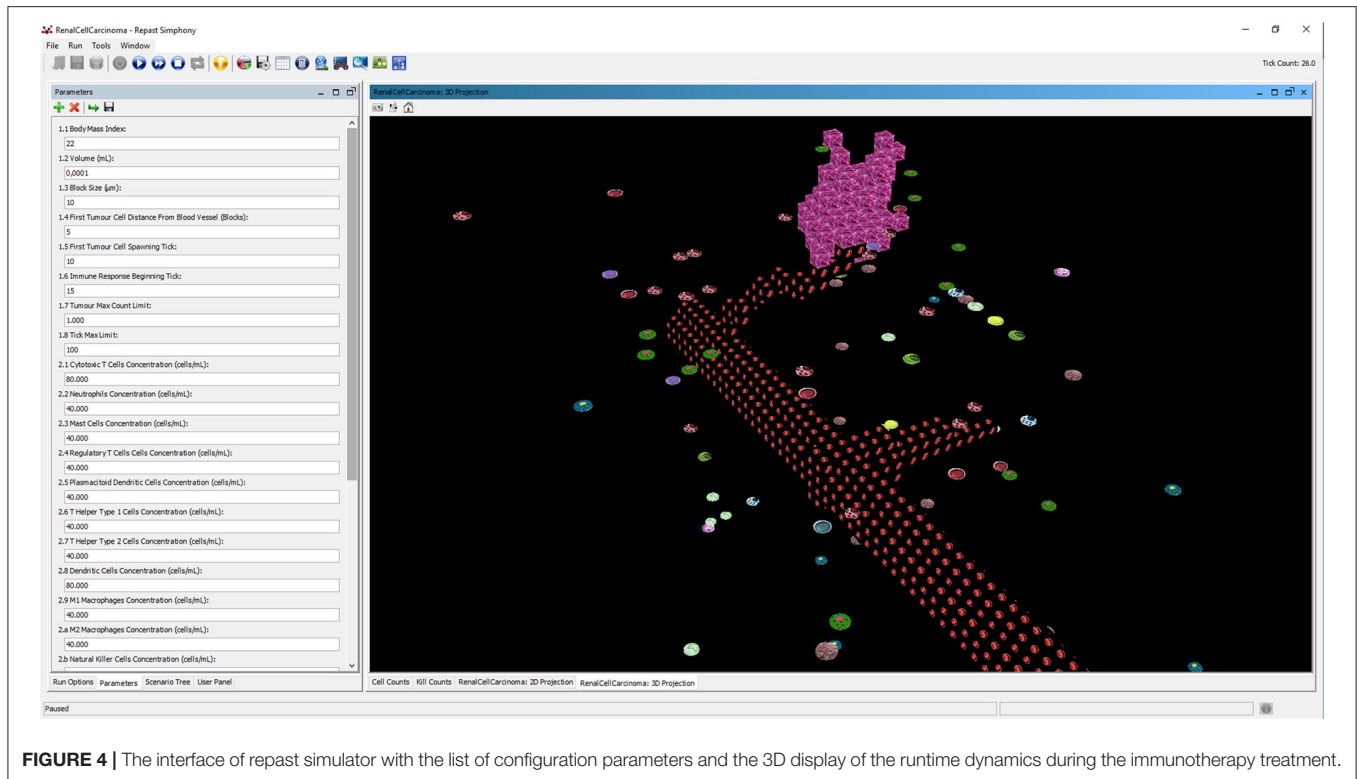 RenalCellCarcinoma - Repast Simphony
File Run Tools Window
Tick Count: 26.0
Parameters
1.1 Body Mass Index:
22
1.2 Volume (mL):
0,0001
1.3 Block Size (μm):
10
1.4 First Tumour Cell Distance From Blood Vessel (Blocks):
5
1.5 First Tumour Cell Spawning Tick:
10
1.6 Immune Response Beginning Tick:
15
1.7 Tumour Max Count Limit:
1.000
1.8 Tick Max Limit:
100
2.1 Cytotoxic T Cells Concentration (cells/mL):
80.000
2.2 Neutrophils Concentration (cells/mL):
40.000
2.3 Mast Cells Concentration (cells/mL):
40.000
2.4 Regulatory T Cells Cells Concentration (cells/mL):
40.000
2.5 Plasmacitoid Dendritic Cells Concentration (cells/mL):
40.000
2.6 T Helper Type 1 Cells Concentration (cells/mL):
40.000
2.7 T Helper Type 2 Cells Concentration (cells/mL):
40.000
2.8 Dendritic Cells Concentration (cells/mL):
80.000
2.9 M1 Macrophages Concentration (cells/mL):
40.000
2.a M2 Macrophages Concentration (cells/mL):
40.000
2.b Natural Killer Cells Concentration (cells/mL):
Run Options Parameters Scenario Tree User Panel
RenalCellCarcinoma: 3D Projection
Cell Counts Kill Counts RenalCellCarcinoma: 2D Projection RenalCellCarcinoma: 3D Projection
Paused
FIGURE 4 | The interface of repast simulator with the list of configuration parameters and the 3D display of the runtime dynamics during the immunotherapy treatment.